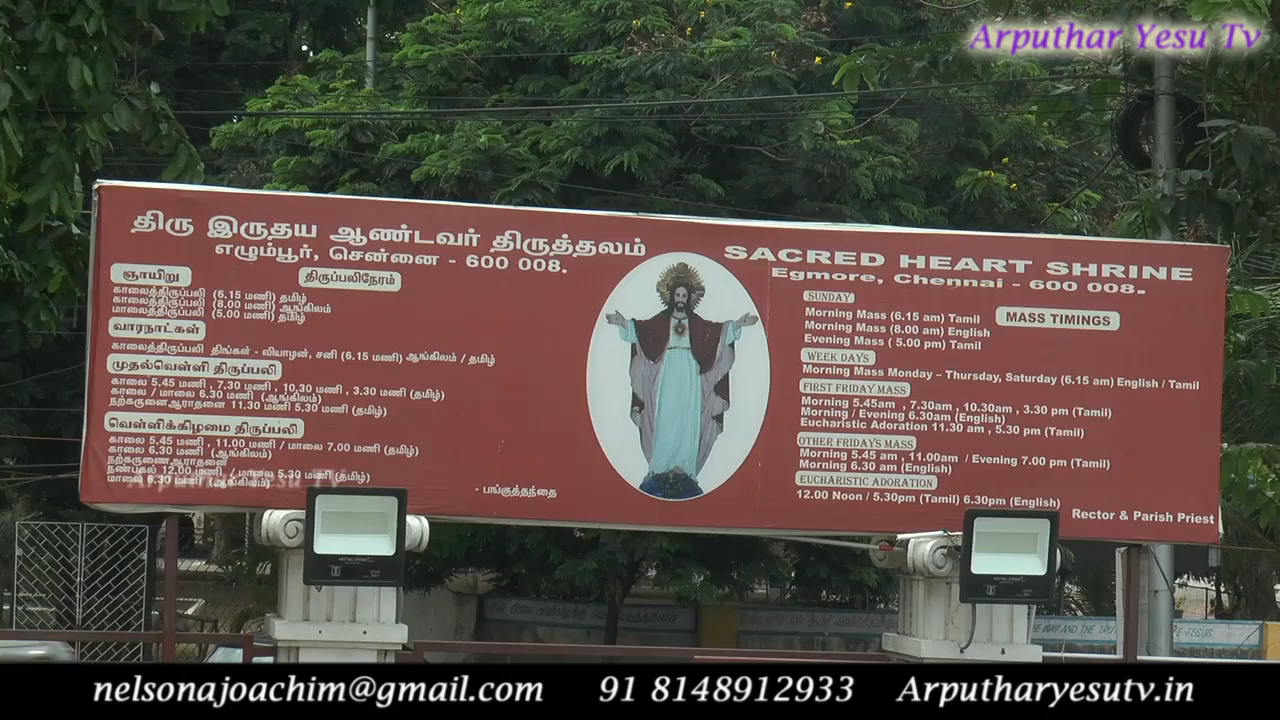 Arputhar Yesu Tv
திரு இருதய ஆண்டவர் திருத்தலம்
எழும்பூர், சென்னை - 600 008.
ஞாயிறு
திருப்பலிநேரம்
காலைத்திருப்பலி (6.15 மணி) தமிழ்
காலைத்திருப்பலி (8.00 மணி) ஆங்கிலம்
மாலைத்திருப்பலி (5.00 மணி) தமிழ்
வாரநாட்கள்
காலைத்திருப்பலி திங்கள் - வியாழன், சனி (6.15 மணி) ஆங்கிலம் / தமிழ்
முதல்வெள்ளி திருப்பலி
காலை 5.45 மணி , 7.30 மணி , 10.30 மணி , 3.30 மணி (தமிழ்)
காலை / மாலை 6.30 மணி (ஆங்கிலம்)
நற்கருனைஆராதனை 11.30 மணி 5.30 மணி (தமிழ்)
வெள்ளிக்கிழமை திருப்பலி
காலை 5.45 மணி , 11.00 மணி / மாலை 7.00 மணி (தமிழ்)
காலை 6.30 மணி (ஆங்கிலம்)
நற்கருணைஆராதனை
நண்பகல் 12.00 மணி / மாலை 5.30 மணி (தமிழ்)
மாலை 6.30 மணி (ஆங்கிலம்)
Arputhar Yesu Tv
- பங்குத்தந்தை
SACRED HEART SHRINE
Egmore, Chennai - 600 008.
SUNDAY
MASS TIMINGS
Morning Mass (6.15 am) Tamil
Morning Mass (8.00 am) English
Evening Mass ( 5.00 pm) Tamil
WEEK DAYS
Morning Mass Monday – Thursday, Saturday (6.15 am) English / Tamil
FIRST FRIDAY MASS
Morning 5.45am , 7.30am , 10.30am , 3.30 pm (Tamil)
Morning / Evening 6.30am (English)
Eucharistic Adoration 11.30 am , 5.30 pm (Tamil)
OTHER FRIDAYS MASS
Morning 5.45 am , 11.00am / Evening 7.00 pm (Tamil)
Morning 6.30 am (English)
EUCHARISTIC ADORATION
12.00 Noon / 5.30pm (Tamil) 6.30pm (English)
Rector & Parish Priest
WAY AND THE JESUS
nelsonajoachim@gmail.com 91 8148912933 Arputharyesutv.in